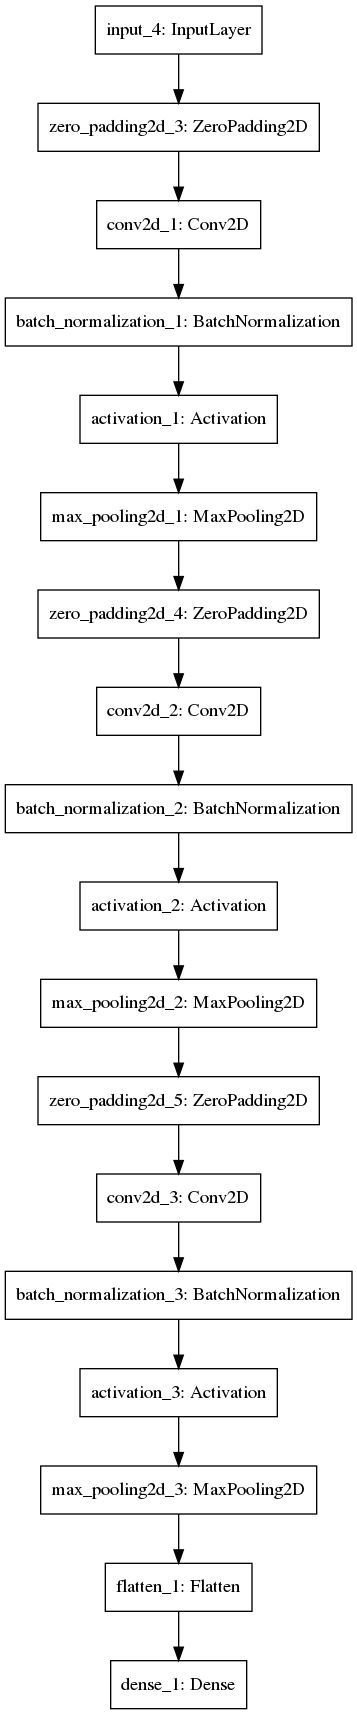 input_4: InputLayer
zero_padding2d_3: ZeroPadding2D
conv2d_1: Conv2D
batch_normalization_1: BatchNormalization
activation_1: Activation
max_pooling2d_1: MaxPooling2D
zero_padding2d_4: ZeroPadding2D
conv2d_2: Conv2D
batch_normalization_2: BatchNormalization
activation_2: Activation
max_pooling2d_2: MaxPooling2D
zero_padding2d_5: ZeroPadding2D
conv2d_3: Conv2D
batch_normalization_3: BatchNormalization
activation_3: Activation
max_pooling2d_3: MaxPooling2D
flatten_1: Flatten
dense_1: Dense